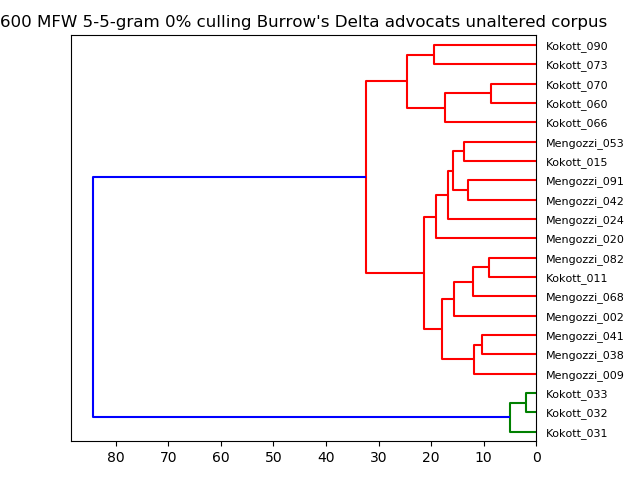 600 MFW 5-5-gram 0% culling Burrow's Delta advocats unaltered corpus
Kokott_090
Kokott_073
Kokott_070
Kokott_060
Kokott_066
Mengozzi_053
Kokott_015
Mengozzi_091
Mengozzi_042
Mengozzi_024
Mengozzi_020
Mengozzi_082
Kokott_011
Mengozzi_068
Mengozzi_002
Mengozzi_041
Mengozzi_038
Mengozzi_009
Kokott_033
Kokott_032
Kokott_031
80 70 60 50 40 30 20 10 0